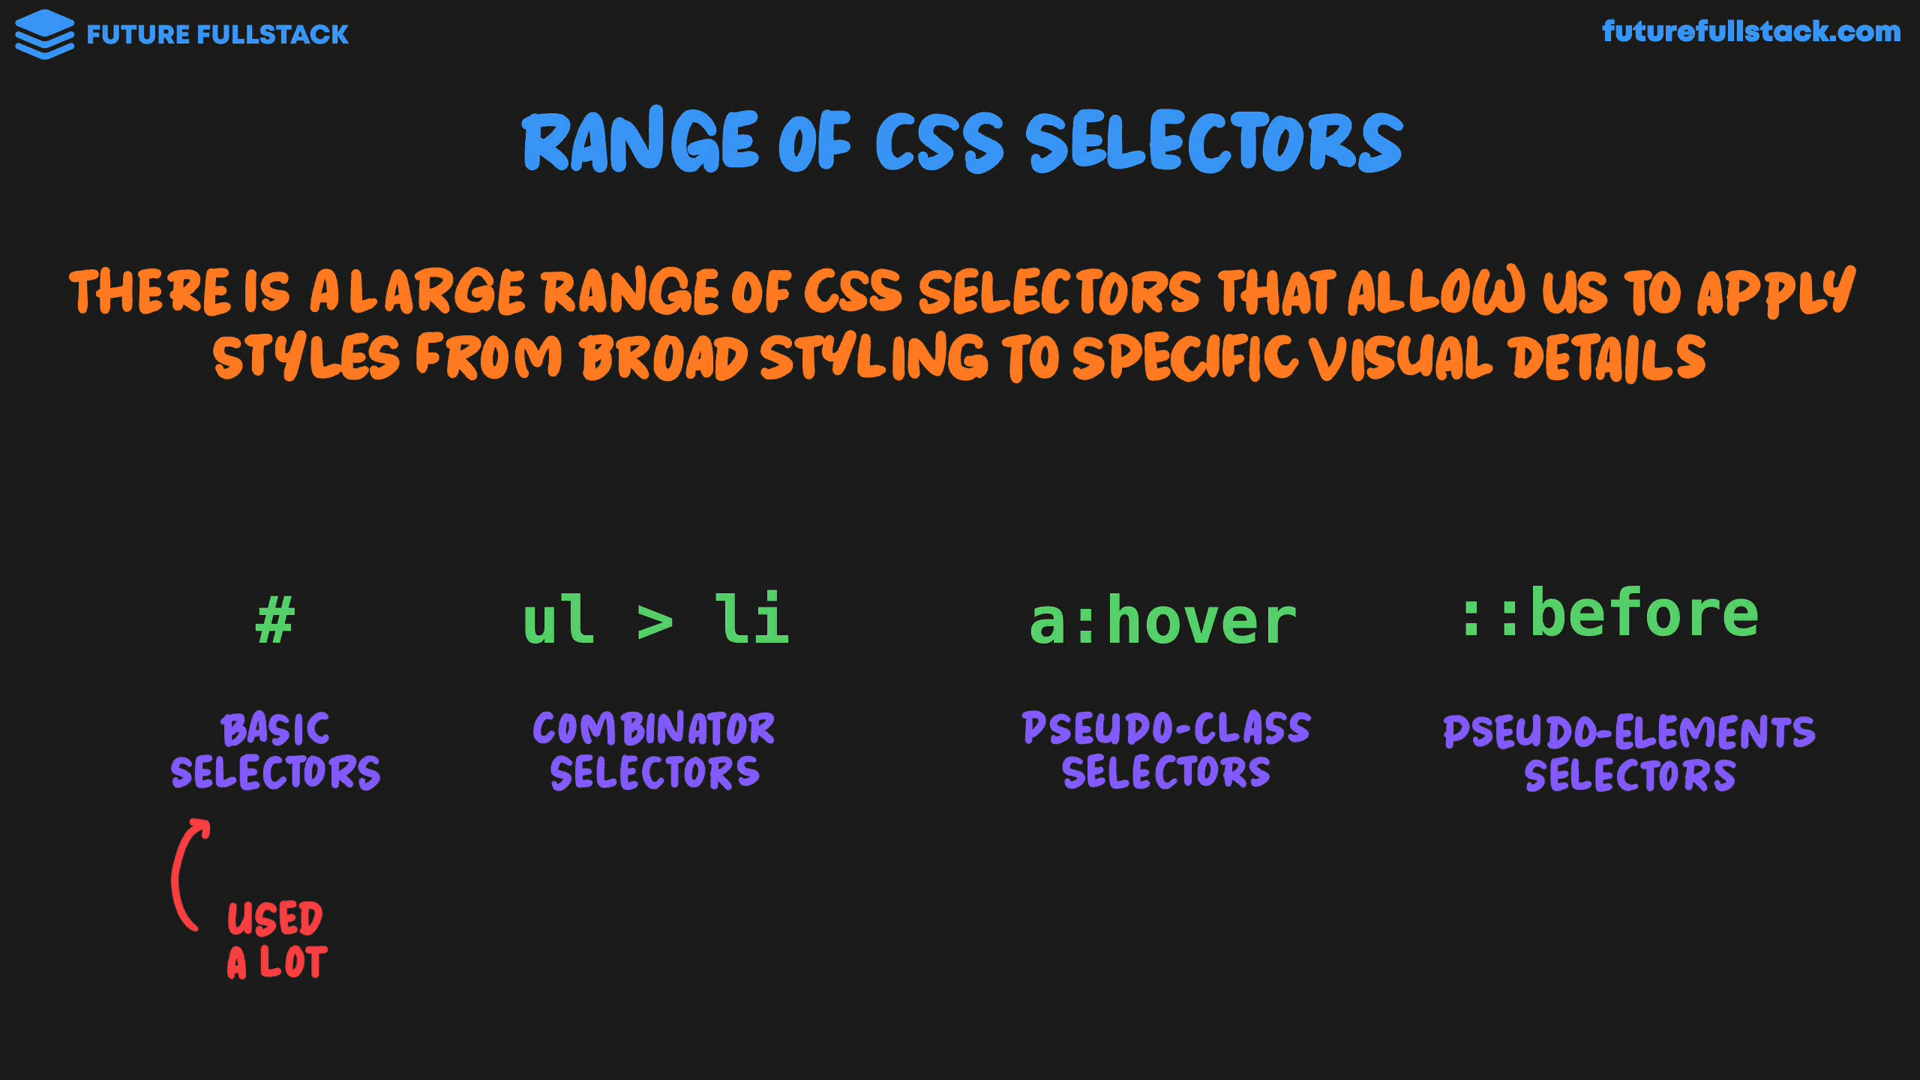 FUTURE FULLSTACK
futurefullstack.com
RANGE OF CSS SELECTORS
THERE IS A LARGE RANGE OF CSS SELECTORS THAT ALLOW US TO APPLY
STYLES FROM BROAD STYLING TO SPECIFIC VISUAL DETAILS
#
BASIC
SELECTORS
USED
A LOT
ul > li
COMBINATOR
SELECTORS
a:hover
PSEUDO-CLASS
SELECTORS
::before
PSEUDO-ELEMENTS
SELECTORS